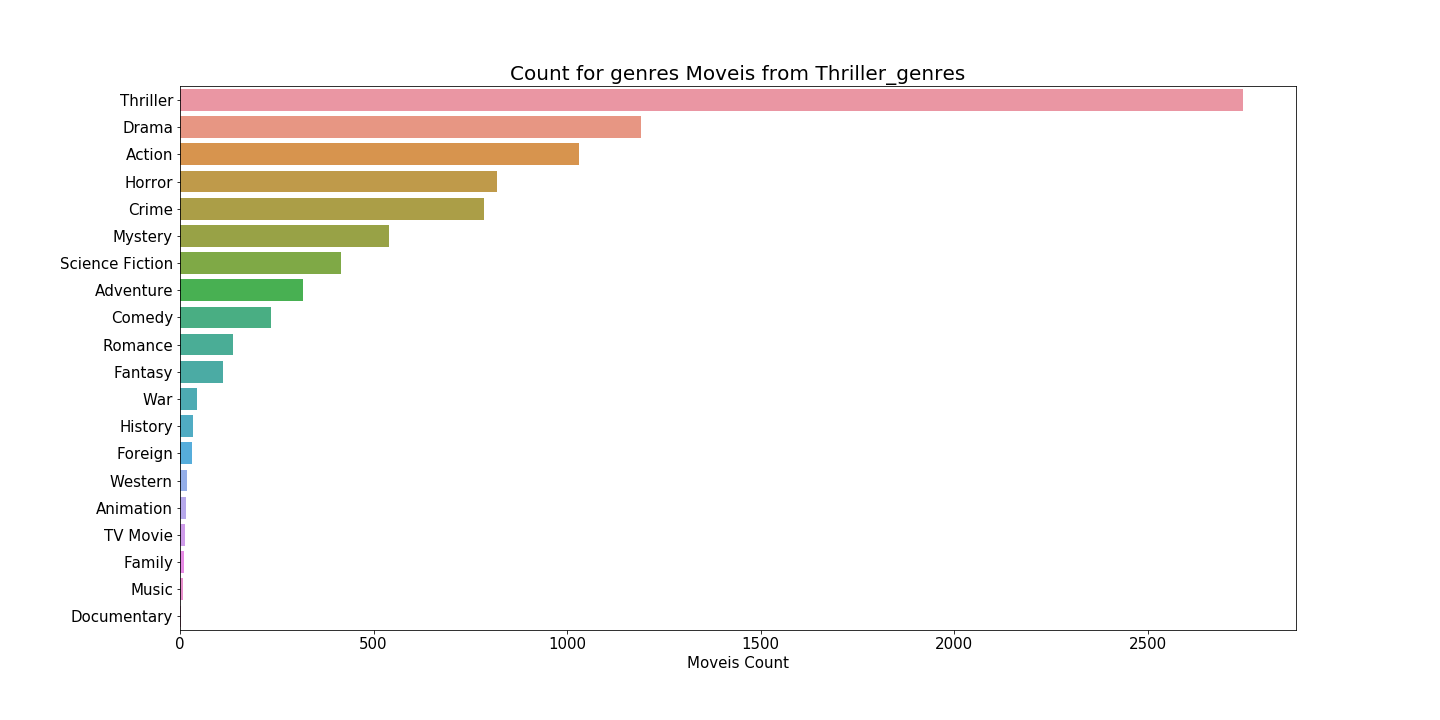 Count for genres Moveis from Thriller_genres
Thriller
Drama
Action
Horror
Crime
Mystery
Science Fiction
Adventure
Comedy
Romance
Fantasy
War
History
Foreign
Western
Animation
TV Movie
Family
Music
Documentary
0 500 1000 1500 2000 2500
Moveis Count